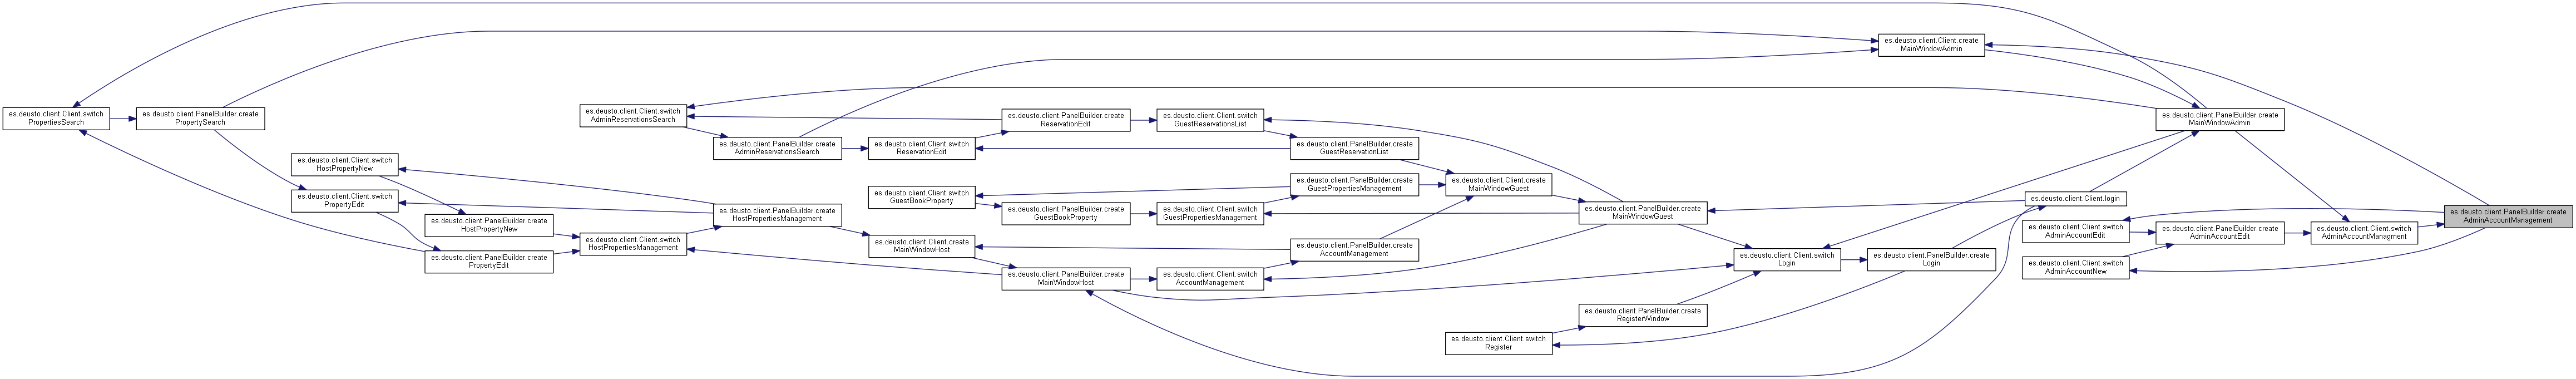 es.deusto.client.Client.switch
PropertiesSearch
es.deusto.client.PanelBuilder.create
PropertySearch
es.deusto.client.Client.switch
HostPropertyNew
es.deusto.client.Client.switch
PropertyEdit
es.deusto.client.PanelBuilder.create
HostPropertyNew
es.deusto.client.PanelBuilder.create
PropertyEdit
es.deusto.client.Client.switch
AdminReservationsSearch
es.deusto.client.Client.switch
HostPropertiesManagement
es.deusto.client.PanelBuilder.create
AdminReservationsSearch
es.deusto.client.PanelBuilder.create
HostPropertiesManagement
es.deusto.client.Client.switch
ReservationEdit
es.deusto.client.Client.switch
GuestBookProperty
es.deusto.client.Client.create
MainWindowHost
es.deusto.client.PanelBuilder.create
ReservationEdit
es.deusto.client.PanelBuilder.create
GuestBookProperty
es.deusto.client.PanelBuilder.create
MainWindowHost
es.deusto.client.Client.switch
GuestReservationsList
es.deusto.client.Client.switch
GuestPropertiesManagement
es.deusto.client.Client.switch
AccountManagement
es.deusto.client.PanelBuilder.create
GuestReservationList
es.deusto.client.PanelBuilder.create
GuestPropertiesManagement
es.deusto.client.PanelBuilder.create
AccountManagement
es.deusto.client.Client.create
MainWindowGuest
es.deusto.client.Client.switch
Register
es.deusto.client.PanelBuilder.create
MainWindowGuest
es.deusto.client.PanelBuilder.create
RegisterWindow
es.deusto.client.Client.switch
Login
es.deusto.client.Client.create
MainWindowAdmin
es.deusto.client.PanelBuilder.create
Login
es.deusto.client.Client.login
es.deusto.client.Client.switch
AdminAccountEdit
es.deusto.client.Client.switch
AdminAccountNew
es.deusto.client.PanelBuilder.create
MainWindowAdmin
es.deusto.client.PanelBuilder.create
AdminAccountEdit
es.deusto.client.Client.switch
AdminAccountManagment
es.deusto.client.PanelBuilder.create
AdminAccountManagement